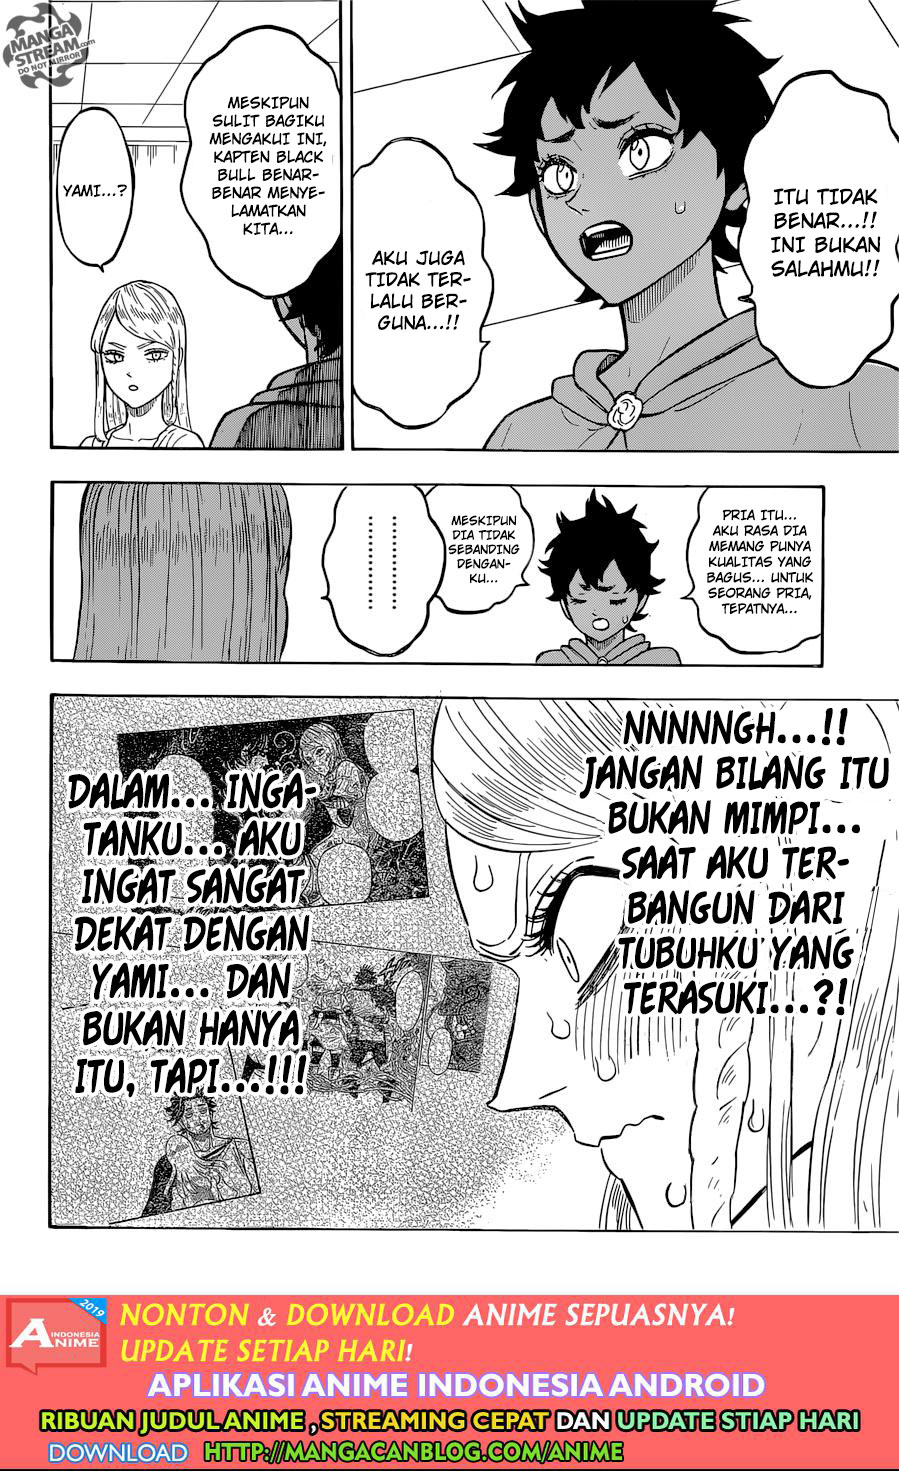 MANGA
STREAM.com
DO NOT MIRROR!
ITU TIDAK
BENAR...!!
INI BUKAN
SALAHMU!!
AKU JUGA
TIDAK TER-
LALU BER-
GUNA...!!
MESKIPUN
SULIT BAGIKU
MENGAKUI INI,
KAPTEN BLACK
BULL BENAR-
BENAR MENYE-
LAMATKAN
KITA...
YAMI...?
PRIA ITU...
AKU RASA DIA
MEMANG PUNYA
KUALITAS YANG
BAGUS... UNTUK
SEORANG PRIA,
TEPATNYA...
MESKIPUN
DIA TIDAK
SEBANDING
DENGAN-
KU...
NNNNNGH...!!
JANGAN BILANG ITU
BUKAN MIMPI...
SAAT AKU TER-
BANGUN DARI
TUBUHKU YANG
TERASUKI...?!
DALAM... INGA-
TANKU... AKU
INGAT SANGAT
DEKAT DENGAN
YAMI... DAN
BUKAN HANYA
ITU, TAPI...!!!
2019
INDONESIA
ANIME
NONTON & DOWNLOAD ANIME SEPUASNYA!
UPDATE SETIAP HARI!
APLIKASI ANIME INDONESIA ANDROID
RIBUAN JUDUL ANIME , STREAMING CEPAT DAN UPDATE STIAP HARI
DOWNLOAD HTTP://MANGACANBLOG.COM/ANIME